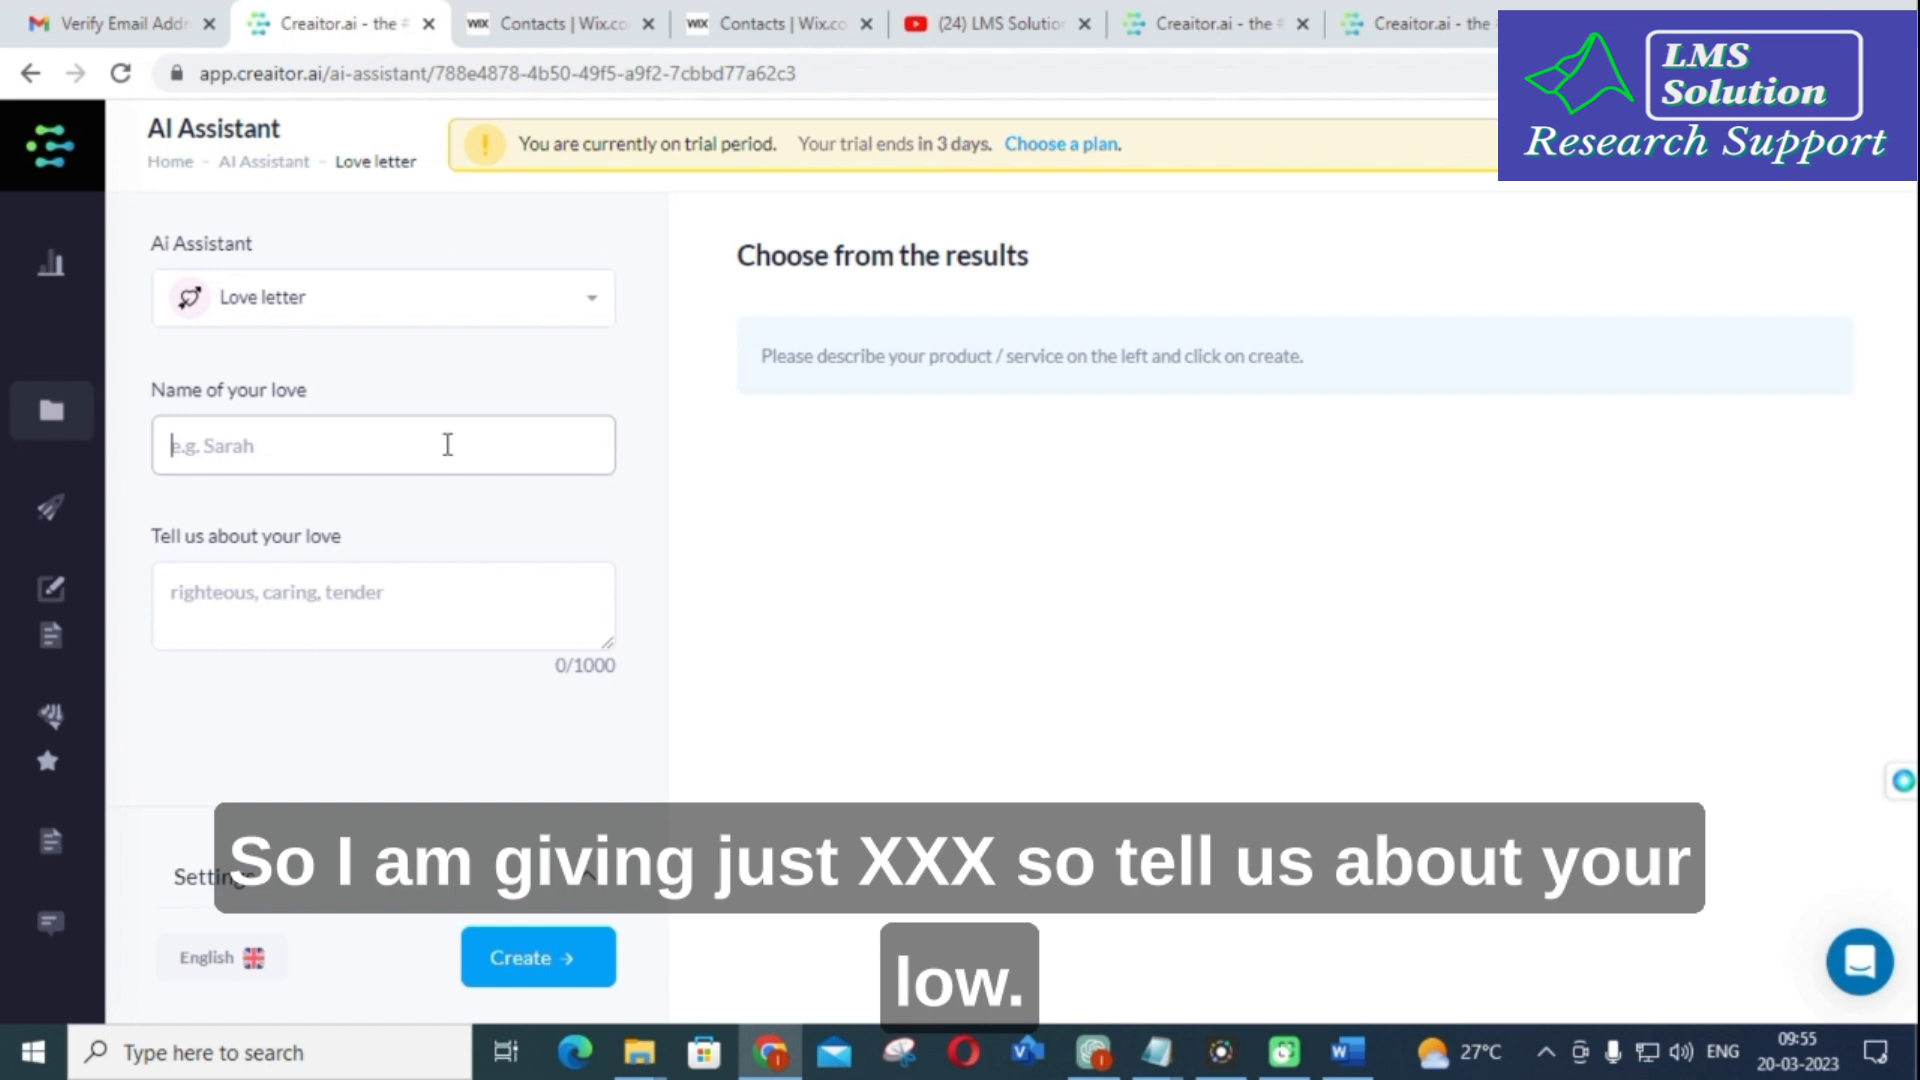 Verify Email Addr
Creaitor.ai - the #
WIX Contacts | Wix.co
WIX Contacts | Wix.co
(24) LMS Solutio
Creaitor.ai - the #
Creaitor.ai - the
app.creaitor.ai/ai-assistant/788e4878-4b50-49f5-a9f2-7cbbd77a62c3
LMS
Solution
Research Support
AI Assistant
Home - AI Assistant - Love letter
You are currently on trial period. Your trial ends in 3 days. Choose a plan.
Ai Assistant
Love letter
Name of your love
e.g. Sarah
Tell us about your love
righteous, caring, tender
0/1000
Choose from the results
Please describe your product / service on the left and click on create.
Settings
So I am giving just XXX so tell us about your
low.
English
Create →
Type here to search
27°C
ENG
09:55
20-03-2023